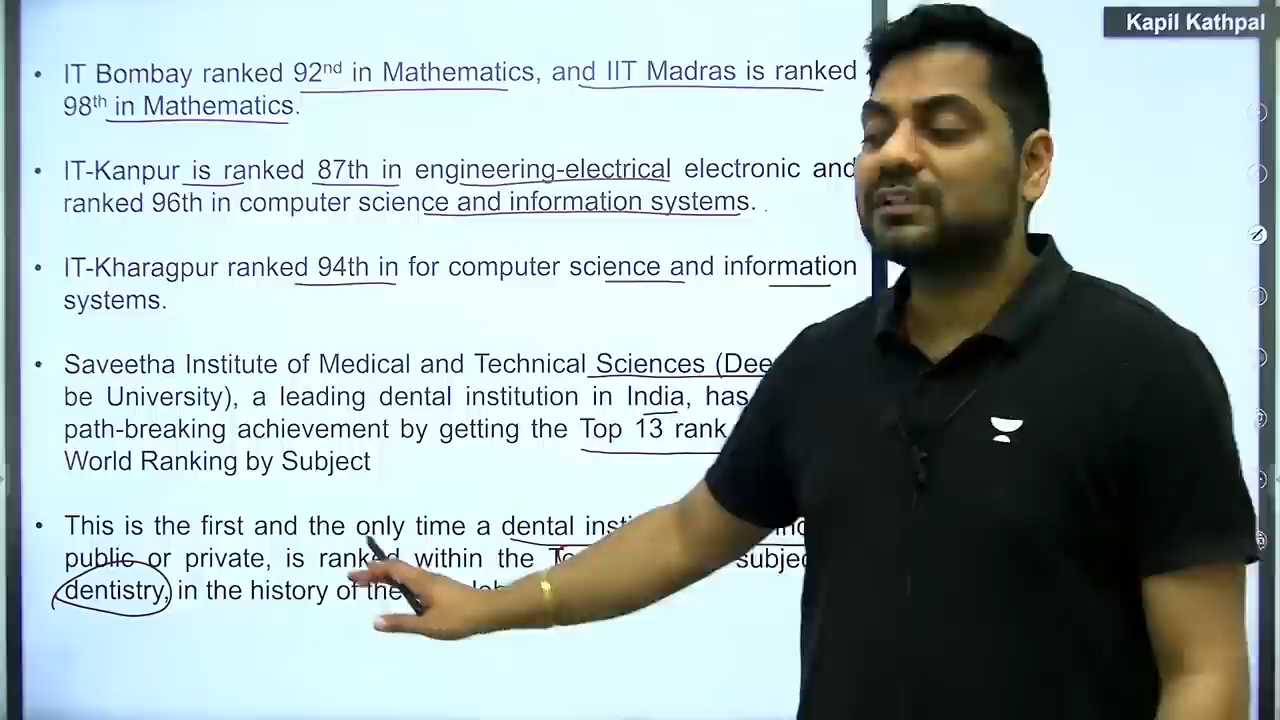 Kapil Kathpal
• IT Bombay ranked 92nd in Mathematics, and IIT Madras is ranked
98th in Mathematics.
• IT-Kanpur is ranked 87th in engineering-electrical electronic and
ranked 96th in computer science and information systems.
• IT-Kharagpur ranked 94th in for computer science and information
systems.
• Saveetha Institute of Medical and Technical Sciences (Dee
be University), a leading dental institution in India, has
path-breaking achievement by getting the Top 13 rank
World Ranking by Subject
• This is the first and the only time a dental
public or private, is ranked within the
dentistry, in the history of the